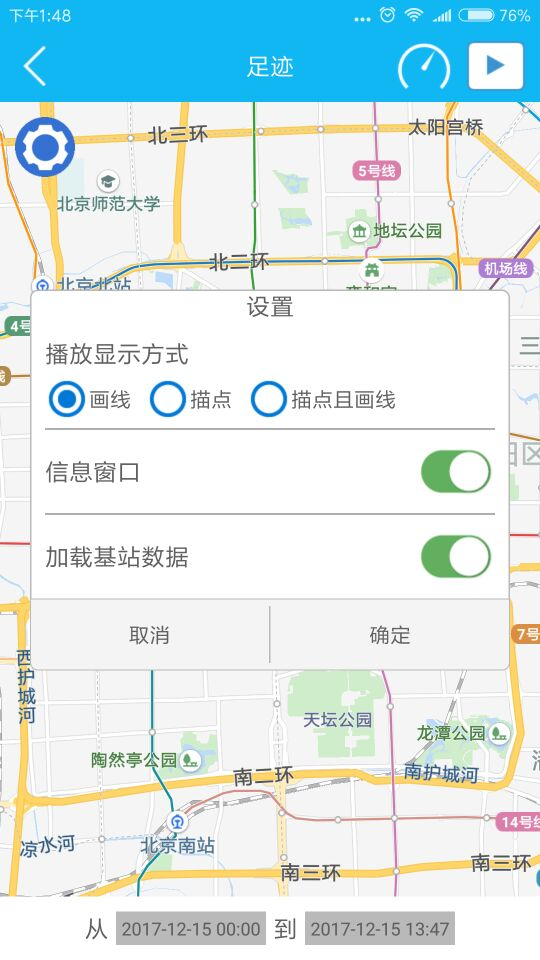 下午1:48
76%
足迹
北三环
太阳宫桥
5号线
北京师范大学
地坛公园
北二环
机场线
北京北站
4号
设置
播放显示方式
画线 描点 描点且画线
信息窗口
加载基站数据
取消 确定
7号
西护城河
天坛公园
龙潭公园
陶然亭公园
南二环
南护城河
14号线
凉水河
北京南站
南三环
南三环
从 2017-12-15 00:00 到 2017-12-15 13:47